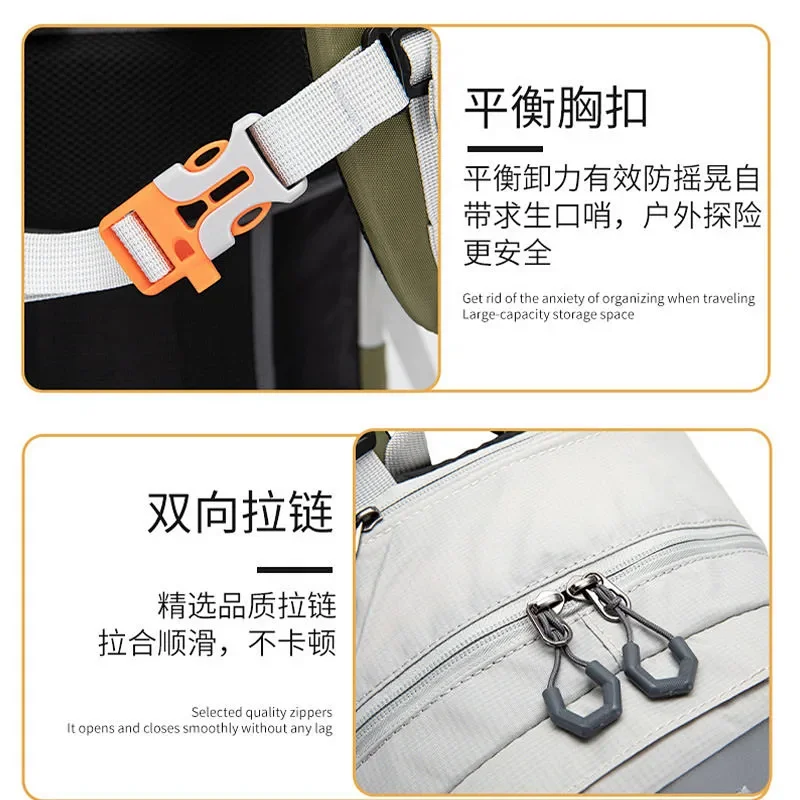 平衡胸扣
平衡卸力有效防摇晃自
带求生口哨，户外探险
更安全
Get rid of the anxiety of organizing when traveling
Large-capacity storage space
双向拉链
精选品质拉链
拉合顺滑，不卡顿
Selected quality zippers
It opens and closes smoothly without any lag